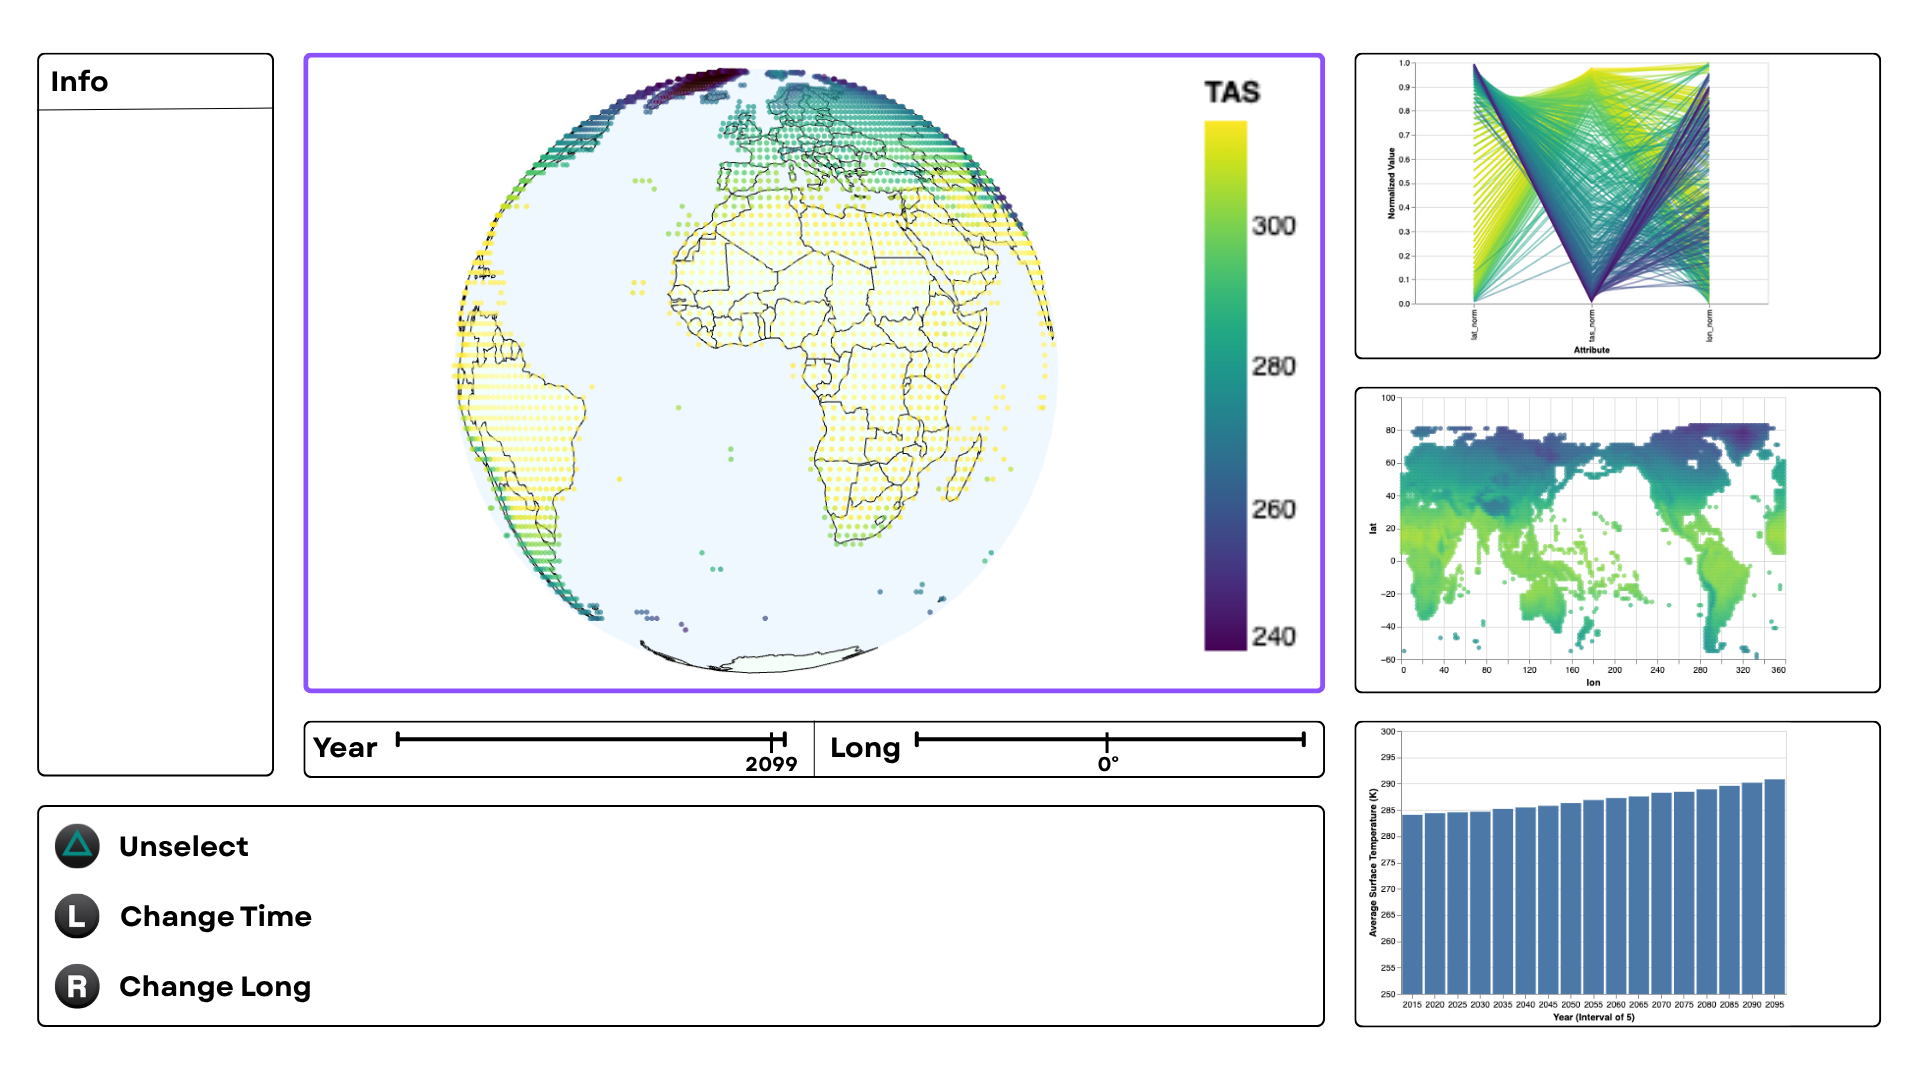 Info
TAS
300
280
260
240
Year
2099
Long
0°
Unselect
L
Change Time
R
Change Long
1.0
0.9
0.8
0.7
0.6
0.5
0.4
0.3
0.2
0.1
0.0
Normalized Value
lat_norm
tas_norm
lon_norm
Attribute
100
80
60
40
20
0
−20
−40
−60
lat
0 40 80 120 160 200 240 280 320 360
lon
300
295
290
285
280
275
270
265
260
255
250
Average Surface Temperature (K)
2015 2020 2025 2030 2035 2040 2045 2050 2055 2060 2065 2070 2075 2080 2085 2090 2095
Year (Interval of 5)